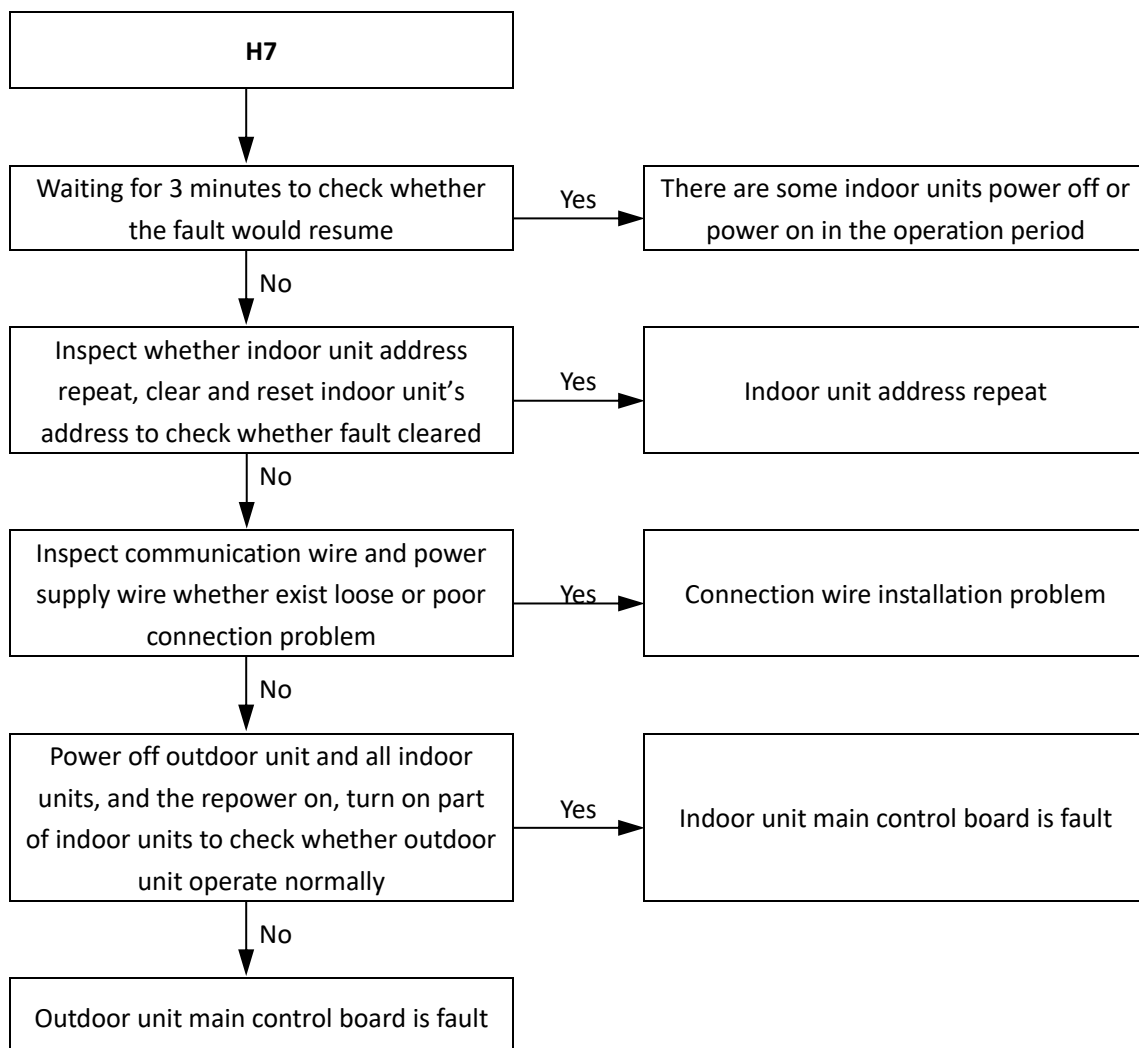 H7
Waiting for 3 minutes to check whether
the fault would resume
Yes
There are some indoor units power off or
power on in the operation period
No
Inspect whether indoor unit address
repeat, clear and reset indoor unit’s
address to check whether fault cleared
Yes
Indoor unit address repeat
No
Inspect communication wire and power
supply wire whether exist loose or poor
connection problem
Yes
Connection wire installation problem
No
Power off outdoor unit and all indoor
units, and the repower on, turn on part
of indoor units to check whether outdoor
unit operate normally
Yes
Indoor unit main control board is fault
No
Outdoor unit main control board is fault